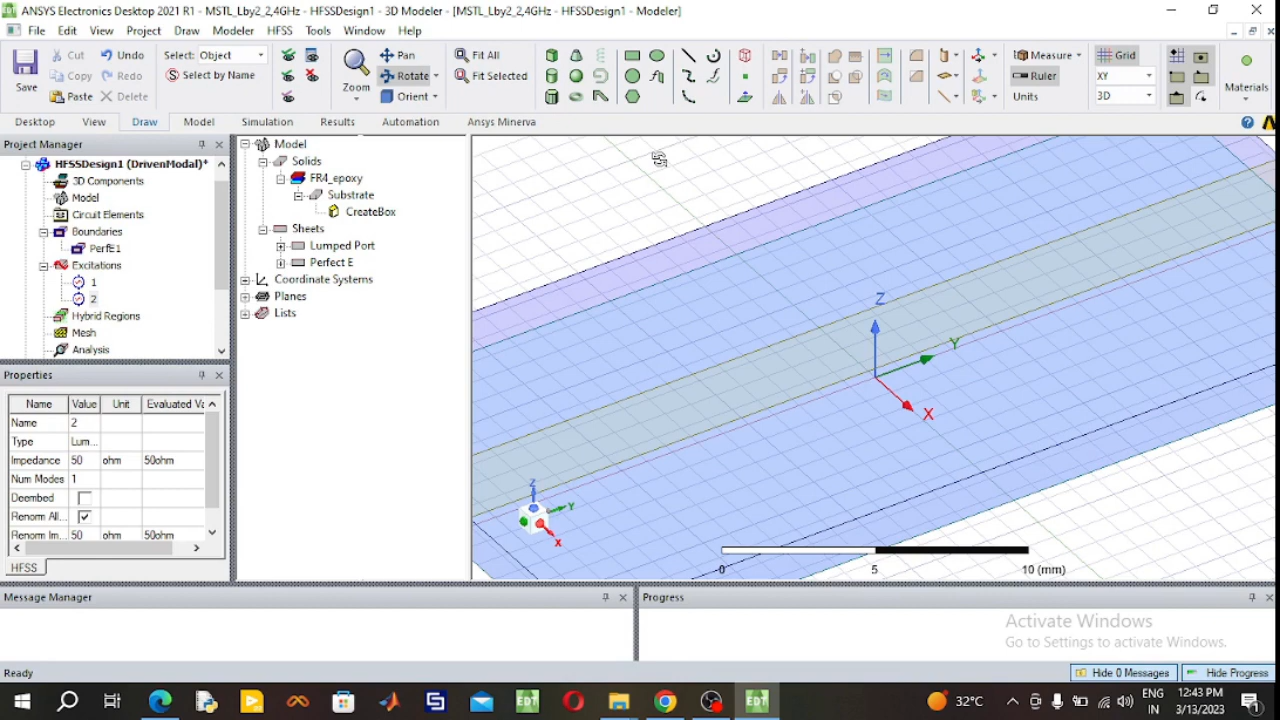 ANSYS Electronics Desktop 2021 R1 - MSTL_Lby2_2,4GHz - HFSSDesign1 - 3D Modeler - [MSTL_Lby2_2,4GHz - HFSSDesign1 - Modeler]
File Edit View Project Draw Modeler HFSS Tools Window Help
Save
Cut
Copy
Paste
Undo
Redo
Delete
Select: Object
Select by Name
Zoom
Pan
Rotate
Orient
Fit All
Fit Selected
Measure
Ruler
Units
Grid
XY
3D
Materials
Desktop View Draw Model Simulation Results Automation Ansys Minerva
Project Manager
HFSSDesign1 (DrivenModal)*
3D Components
Model
Circuit Elements
Boundaries
PerfE1
Excitations
1
2
Hybrid Regions
Mesh
Analysis
Model
Solids
FR4_epoxy
Substrate
CreateBox
Sheets
Lumped Port
Perfect E
Coordinate Systems
Planes
Lists
Properties
Name Value Unit Evaluated Va
Name 2
Type Lum...
Impedance 50 ohm 50ohm
Num Modes 1
Deembed
Renorm All...
Renorm Im... 50 ohm 50ohm
HFSS
Z
Y
X
Z
Y
X
0 5 10 (mm)
Message Manager
Progress
Activate Windows
Go to Settings to activate Windows.
Ready
Hide 0 Messages
Hide Progress
32°C
ENG
IN
12:43 PM
3/13/2023